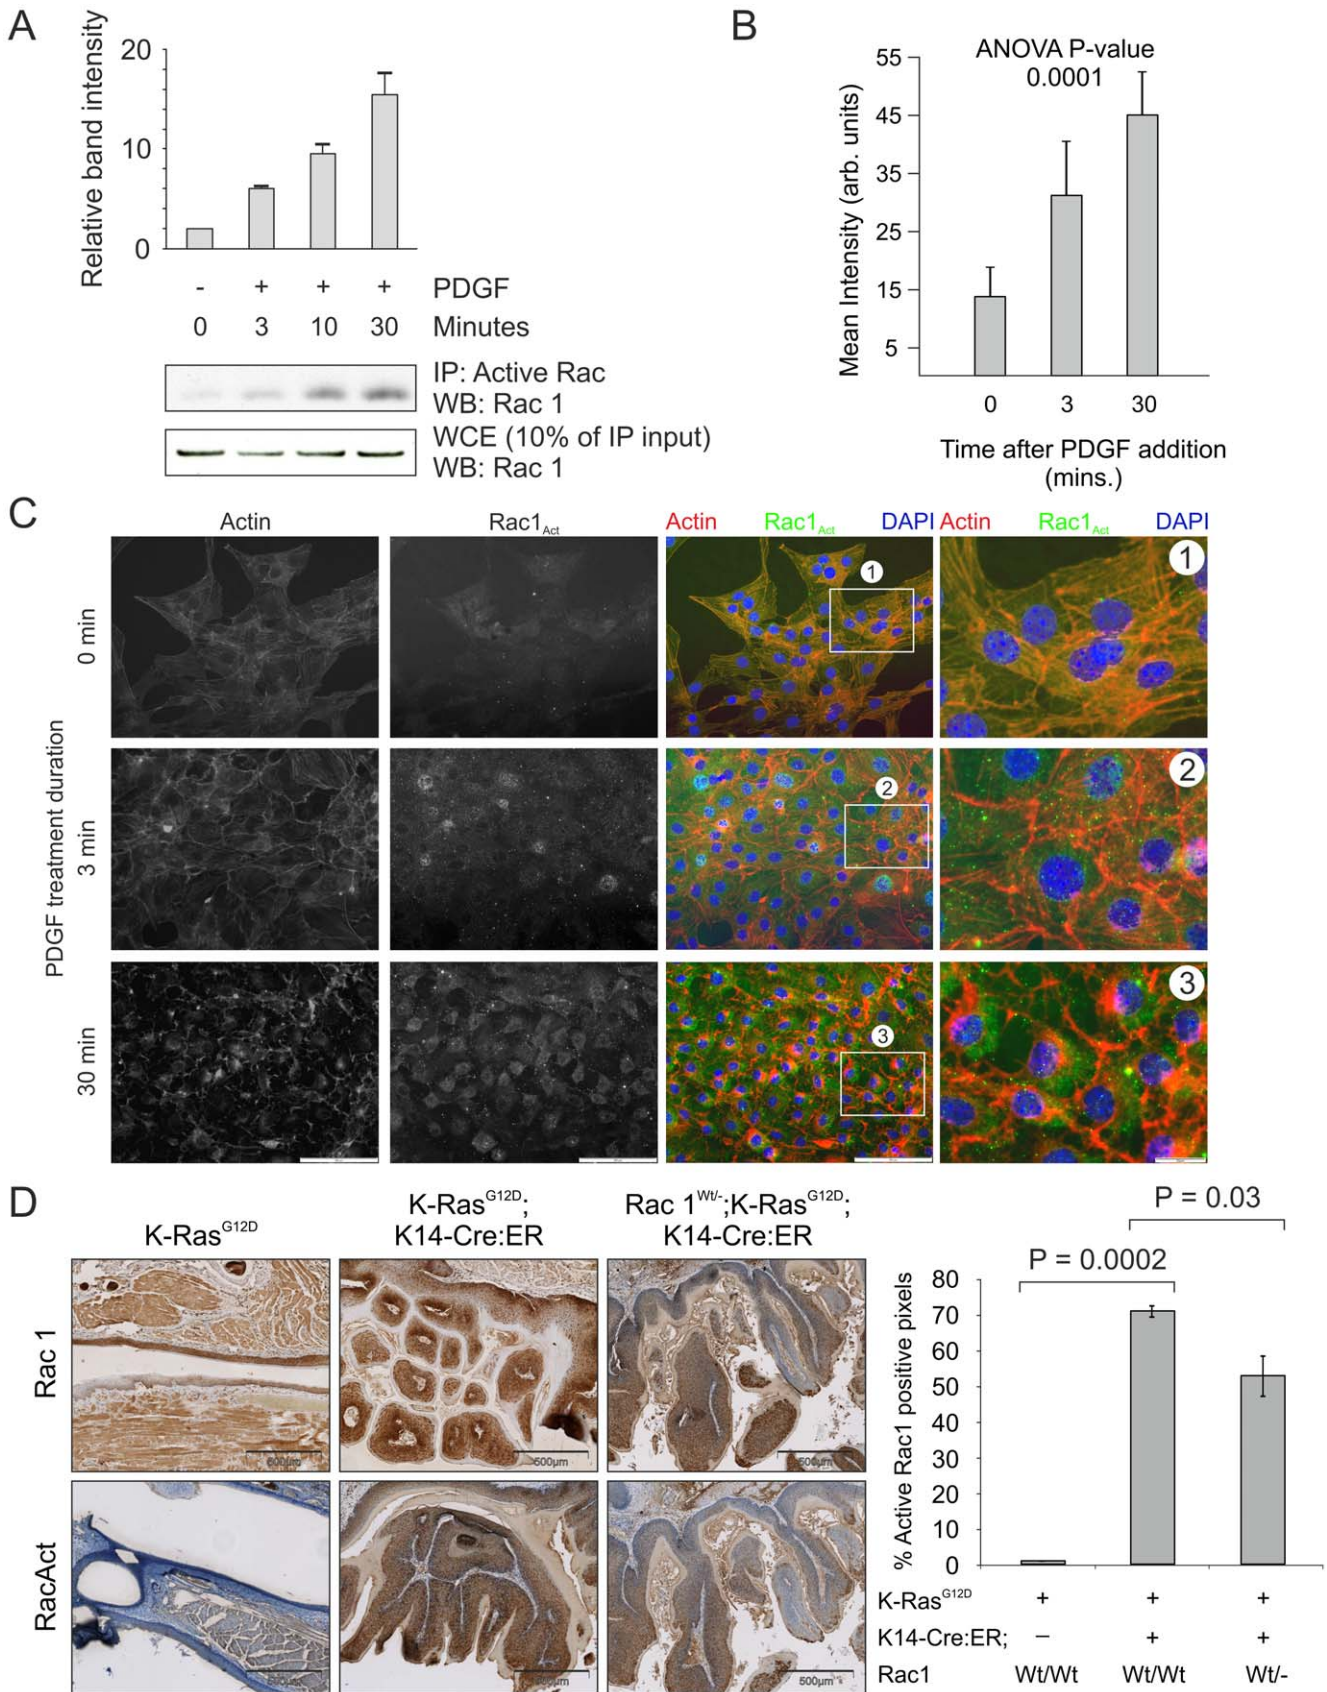 A
20
10
0
Relative band intensity
- + + + PDGF
0 3 10 30 Minutes
IP: Active Rac
WB: Rac 1
WCE (10% of IP input)
WB: Rac 1
B
ANOVA P-value
0.0001
55
45
35
25
15
5
Mean Intensity (arb. units)
0 3 30
Time after PDGF addition
(mins.)
C
Actin Rac1Act Actin Rac1Act DAPI Actin Rac1Act DAPI
PDGF treatment duration
0 min
1
1
3 min
2
2
30 min
3
3
D
K-RasG12D
K-RasG12D;
K14-Cre:ER
Rac 1Wt/-;K-RasG12D;
K14-Cre:ER
Rac 1
500µm
500µm
500µm
RacAct
500µm
500µm
500µm
P = 0.03
P = 0.0002
80
70
60
50
40
30
20
10
0
% Active Rac1 positive pixels
K-RasG12D + + +
K14-Cre:ER; – + +
Rac1 Wt/Wt Wt/Wt Wt/-